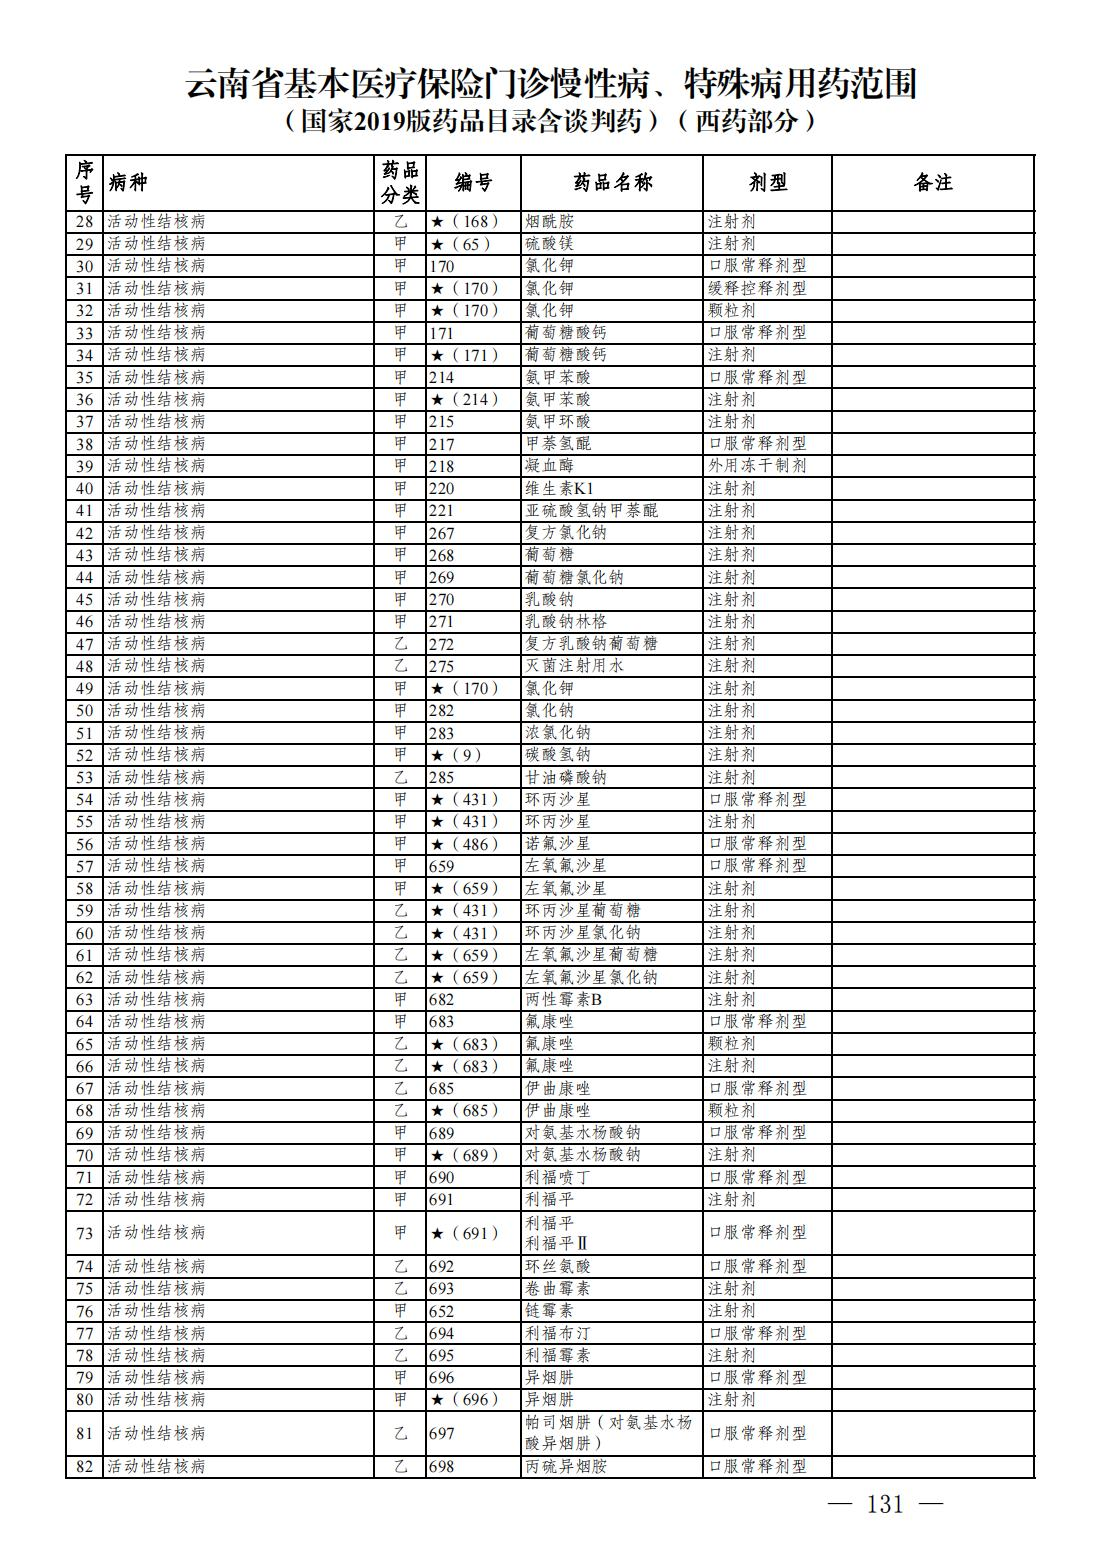 云南省基本医疗保险门诊慢性病、特殊病用药范围
（国家2019版药品目录含谈判药）（西药部分）
序号 病种 药品分类 编号 药品名称 剂型 备注
28 活动性结核病 乙 ★（168） 烟酰胺 注射剂
29 活动性结核病 甲 ★（65） 硫酸镁 注射剂
30 活动性结核病 甲 170 氯化钾 口服常释剂型
31 活动性结核病 甲 ★（170） 氯化钾 缓释控释剂型
32 活动性结核病 甲 ★（170） 氯化钾 颗粒剂
33 活动性结核病 甲 171 葡萄糖酸钙 口服常释剂型
34 活动性结核病 甲 ★（171） 葡萄糖酸钙 注射剂
35 活动性结核病 甲 214 氨甲苯酸 口服常释剂型
36 活动性结核病 甲 ★（214） 氨甲苯酸 注射剂
37 活动性结核病 甲 215 氨甲环酸 注射剂
38 活动性结核病 甲 217 甲萘氢醌 口服常释剂型
39 活动性结核病 甲 218 凝血酶 外用冻干制剂
40 活动性结核病 甲 220 维生素K1 注射剂
41 活动性结核病 甲 221 亚硫酸氢钠甲萘醌 注射剂
42 活动性结核病 甲 267 复方氯化钠 注射剂
43 活动性结核病 甲 268 葡萄糖 注射剂
44 活动性结核病 甲 269 葡萄糖氯化钠 注射剂
45 活动性结核病 甲 270 乳酸钠 注射剂
46 活动性结核病 甲 271 乳酸钠林格 注射剂
47 活动性结核病 乙 272 复方乳酸钠葡萄糖 注射剂
48 活动性结核病 乙 275 灭菌注射用水 注射剂
49 活动性结核病 甲 ★（170） 氯化钾 注射剂
50 活动性结核病 甲 282 氯化钠 注射剂
51 活动性结核病 甲 283 浓氯化钠 注射剂
52 活动性结核病 甲 ★（9） 碳酸氢钠 注射剂
53 活动性结核病 乙 285 甘油磷酸钠 注射剂
54 活动性结核病 甲 ★（431） 环丙沙星 口服常释剂型
55 活动性结核病 甲 ★（431） 环丙沙星 注射剂
56 活动性结核病 甲 ★（486） 诺氟沙星 口服常释剂型
57 活动性结核病 甲 659 左氧氟沙星 口服常释剂型
58 活动性结核病 甲 ★（659） 左氧氟沙星 注射剂
59 活动性结核病 乙 ★（431） 环丙沙星葡萄糖 注射剂
60 活动性结核病 乙 ★（431） 环丙沙星氯化钠 注射剂
61 活动性结核病 乙 ★（659） 左氧氟沙星葡萄糖 注射剂
62 活动性结核病 乙 ★（659） 左氧氟沙星氯化钠 注射剂
63 活动性结核病 甲 682 两性霉素B 注射剂
64 活动性结核病 甲 683 氟康唑 口服常释剂型
65 活动性结核病 乙 ★（683） 氟康唑 颗粒剂
66 活动性结核病 乙 ★（683） 氟康唑 注射剂
67 活动性结核病 乙 685 伊曲康唑 口服常释剂型
68 活动性结核病 乙 ★（685） 伊曲康唑 颗粒剂
69 活动性结核病 甲 689 对氨基水杨酸钠 口服常释剂型
70 活动性结核病 甲 ★（689） 对氨基水杨酸钠 注射剂
71 活动性结核病 甲 690 利福喷丁 口服常释剂型
72 活动性结核病 甲 691 利福平 注射剂
73 活动性结核病 甲 ★（691） 利福平
利福平Ⅱ 口服常释剂型
74 活动性结核病 乙 692 环丝氨酸 口服常释剂型
75 活动性结核病 乙 693 卷曲霉素 注射剂
76 活动性结核病 甲 652 链霉素 注射剂
77 活动性结核病 乙 694 利福布汀 口服常释剂型
78 活动性结核病 乙 695 利福霉素 注射剂
79 活动性结核病 甲 696 异烟肼 口服常释剂型
80 活动性结核病 甲 ★（696） 异烟肼 注射剂
81 活动性结核病 乙 697 帕司烟肼（对氨基水杨
酸异烟肼） 口服常释剂型
82 活动性结核病 乙 698 丙硫异烟胺 口服常释剂型
— 131 —